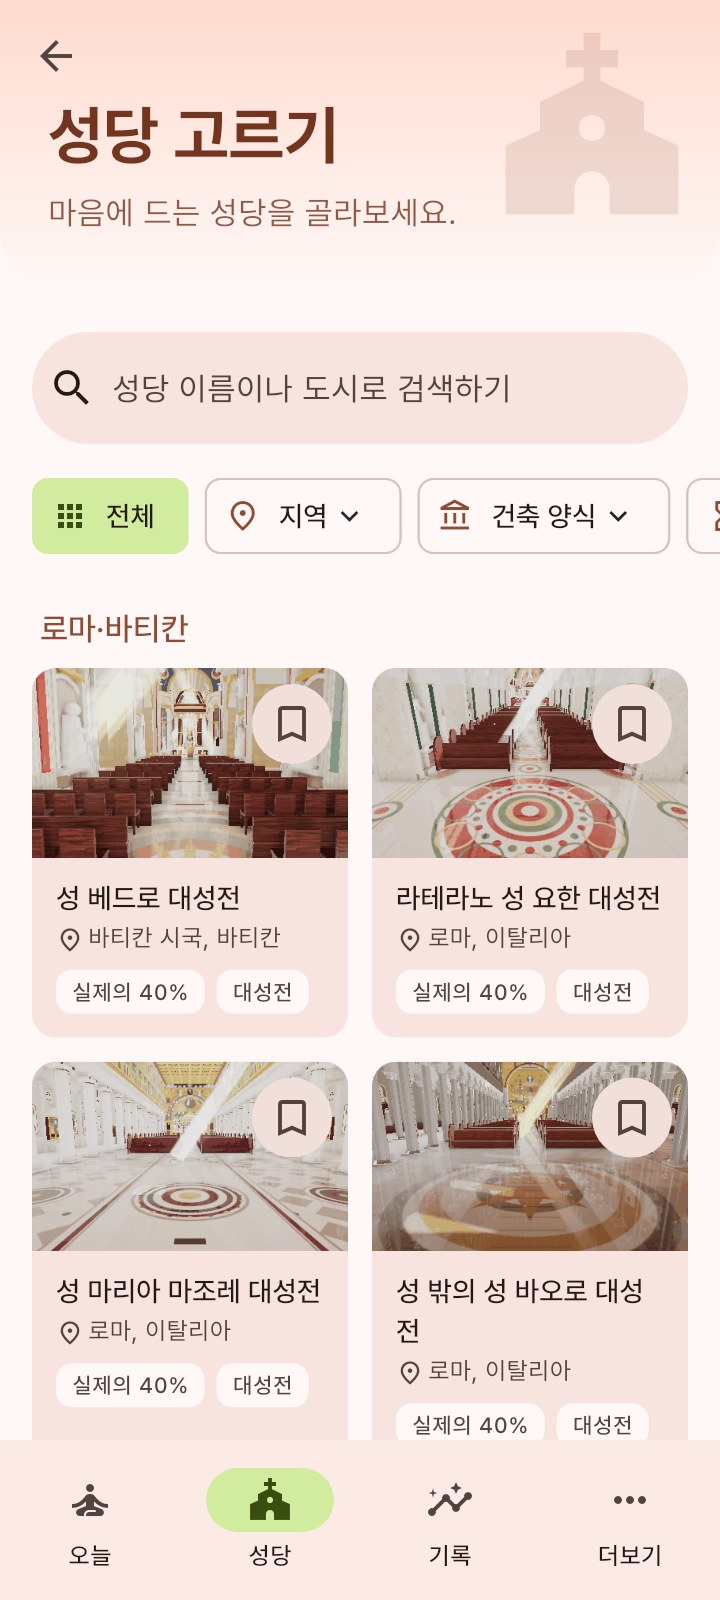 성당 고르기
마음에 드는 성당을 골라보세요.
성당 이름이나 도시로 검색하기
전체
지역
건축 양식
로마·바티칸
성 베드로 대성전
바티칸 시국, 바티칸
실제의 40%
대성전
라테라노 성 요한 대성전
로마, 이탈리아
실제의 40%
대성전
성 마리아 마조레 대성전
로마, 이탈리아
실제의 40%
대성전
성 밖의 성 바오로 대성
전
로마, 이탈리아
실제의 40%
대성전
오늘
성당
기록
더보기